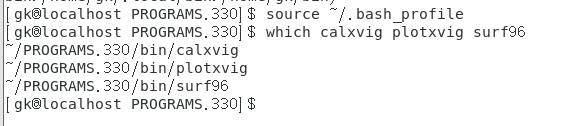 [gk@localhost PROGRAMS.330]$ source ~/.bash_profile
[gk@localhost PROGRAMS.330]$ which calxvig plotxvig surf96
~/PROGRAMS.330/bin/calxvig
~/PROGRAMS.330/bin/plotxvig
~/PROGRAMS.330/bin/surf96
[gk@localhost PROGRAMS.330]$